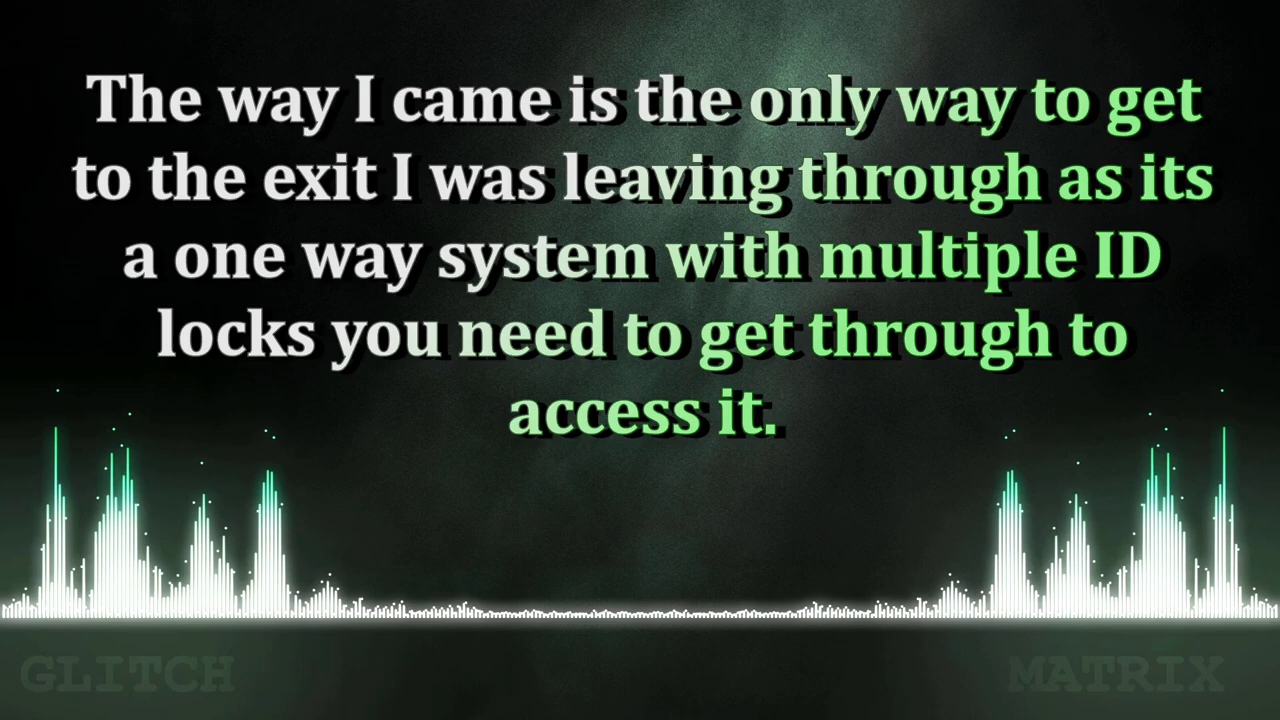 The way I came is the only way to get
to the exit I was leaving through as its
a one way system with multiple ID
locks you need to get through to
access it.
GLITCH
MATRIX